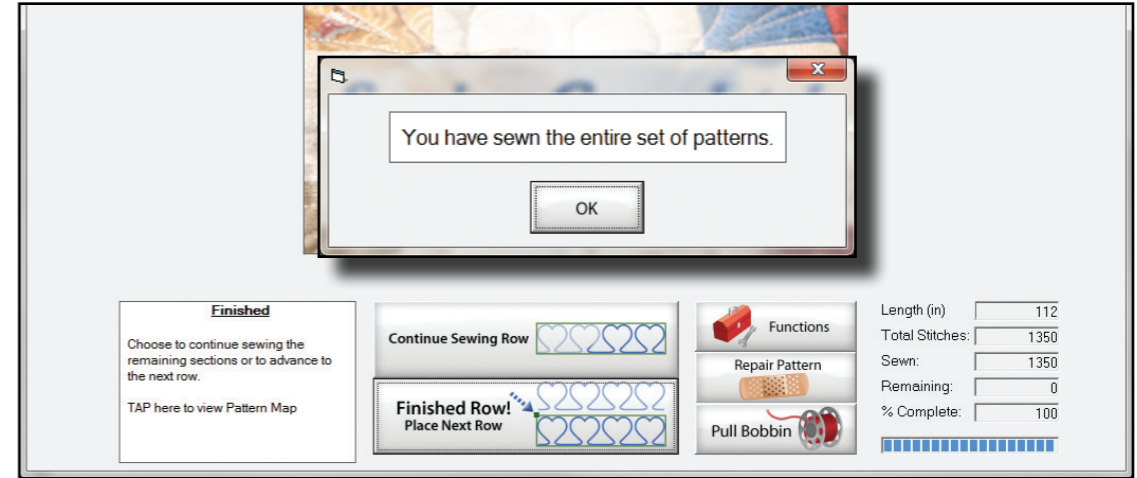 You have sewn the entire set of patterns.
OK
Finished
Choose to continue sewing the
remaining sections or to advance to
the next row.
TAP here to view Pattern Map
Continue Sewing Row
Finished Row!
Place Next Row
Functions
Repair Pattern
Pull Bobbin
Length (in) 112
Total Stitches: 1350
Sewn: 1350
Remaining: 0
% Complete: 100